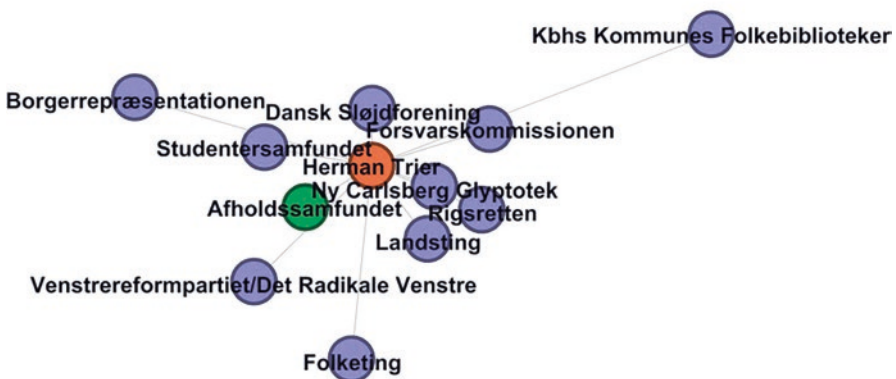 Kbhs Kommunes Folkebiblioteker
Borgerrepræsentationen
Dansk Sløjdforening
Forsvarskommissionen
Studentersamfundet
Herman Trier
Ny Carlsberg Glyptotek
Afholdssamfundet
Rigsretten
Landsting
Venstrereformpartiet/Det Radikale Venstre
Folketing